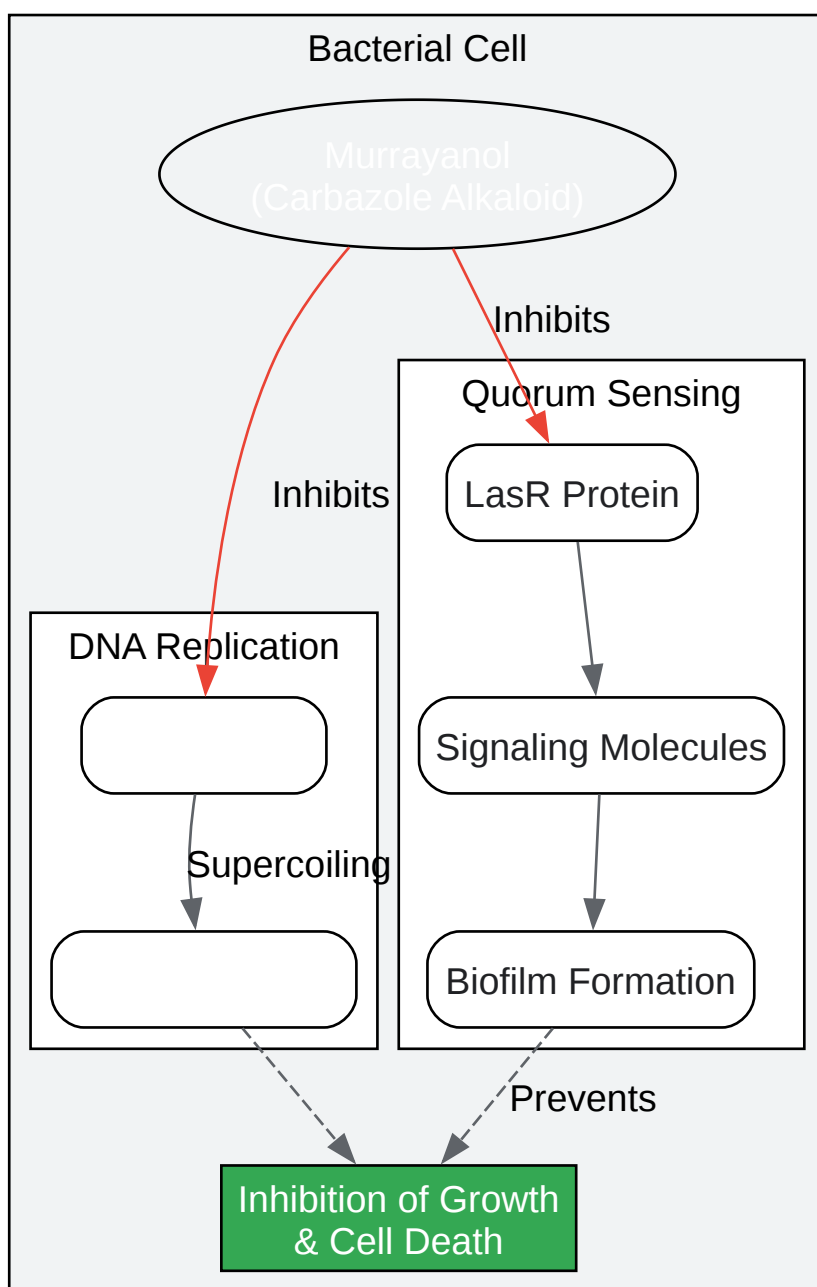 Bacterial Cell
Murrayanol
(Carbazole Alkaloid)
Inhibits
Quorum Sensing
LasR Protein
Inhibits
DNA Replication
Signaling Molecules
Supercoiling
Biofilm Formation
Prevents
Inhibition of Growth
& Cell Death